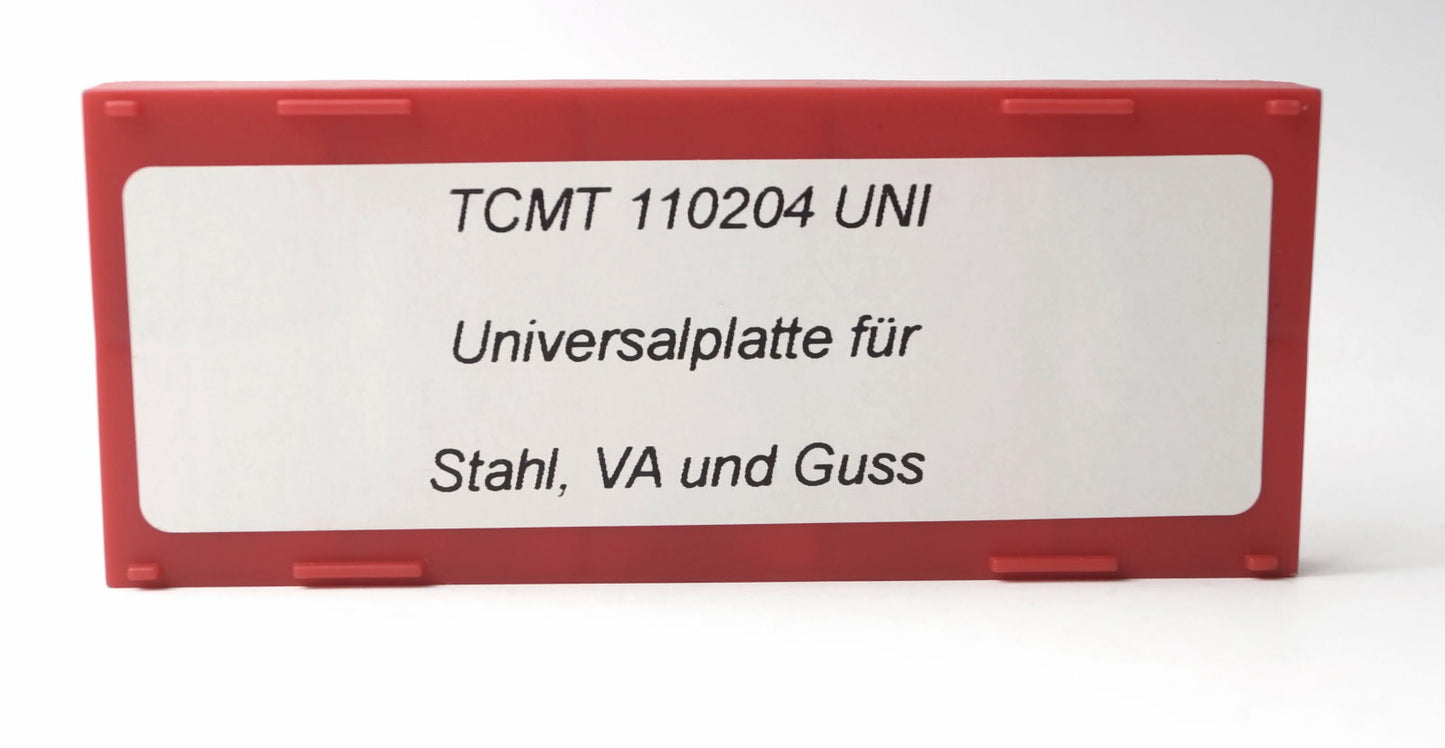 TCMT 110204 UNI
Universalplatte für
Stahl, VA und Guss